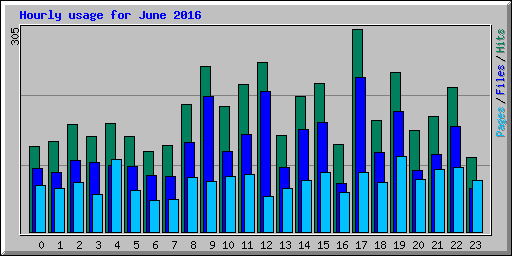 Hourly usage for June 2016
305
Pages/Files/Hits
0 1 2 3 4 5 6 7 8 9 10 11 12 13 14 15 16 17 18 19 20 21 22 23